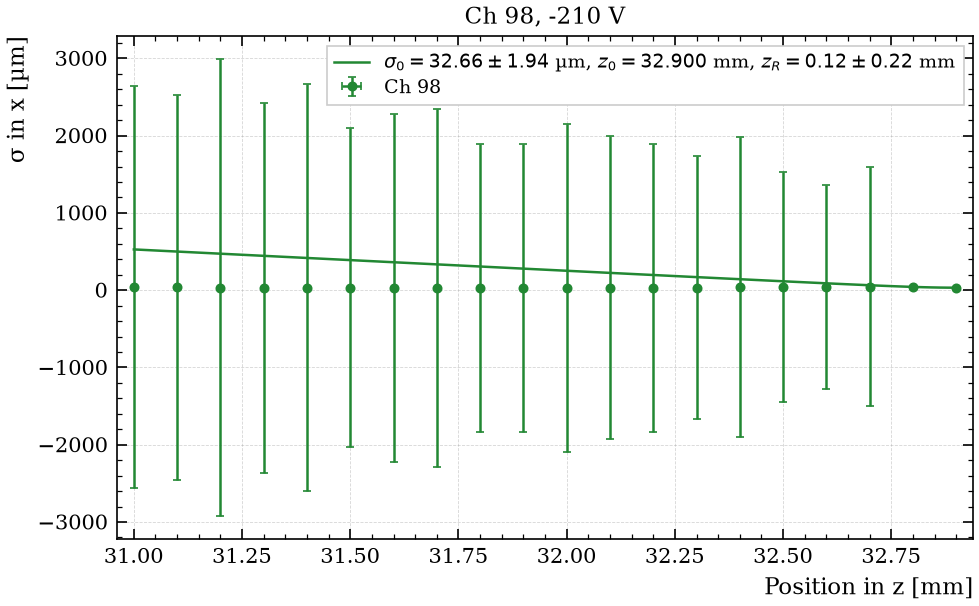 Ch 98, -210 V
σ in x [μm]
σ₀ = 32.66 ± 1.94 μm, z₀ = 32.900 mm, z_R = 0.12 ± 0.22 mm
Ch 98
3000
2000
1000
0
−1000
−2000
−3000
31.00 31.25 31.50 31.75 32.00 32.25 32.50 32.75
Position in z [mm]